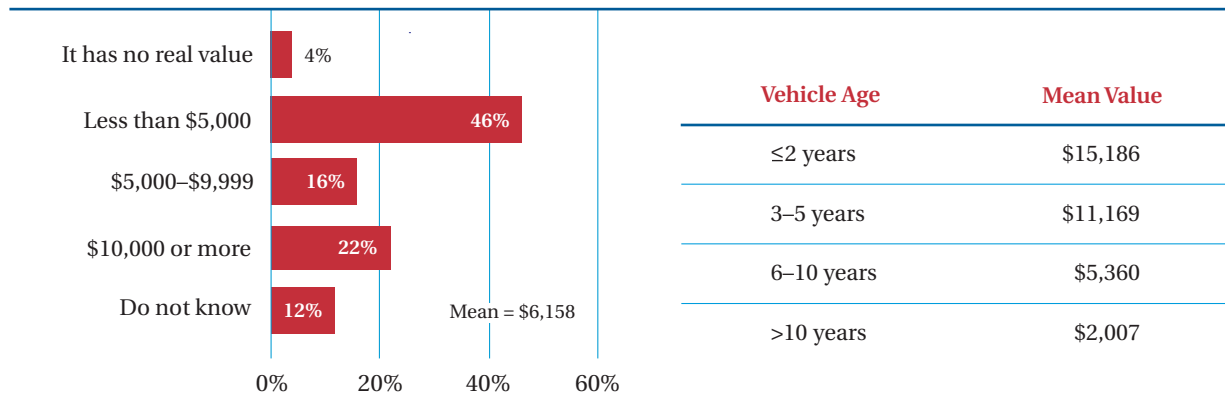 It has no real value 4%
Less than $5,000 46%
$5,000–$9,999 16%
$10,000 or more 22%
Do not know 12%
Mean = $6,158
0% 20% 40% 60%
Vehicle Age Mean Value
≤2 years $15,186
3–5 years $11,169
6–10 years $5,360
>10 years $2,007